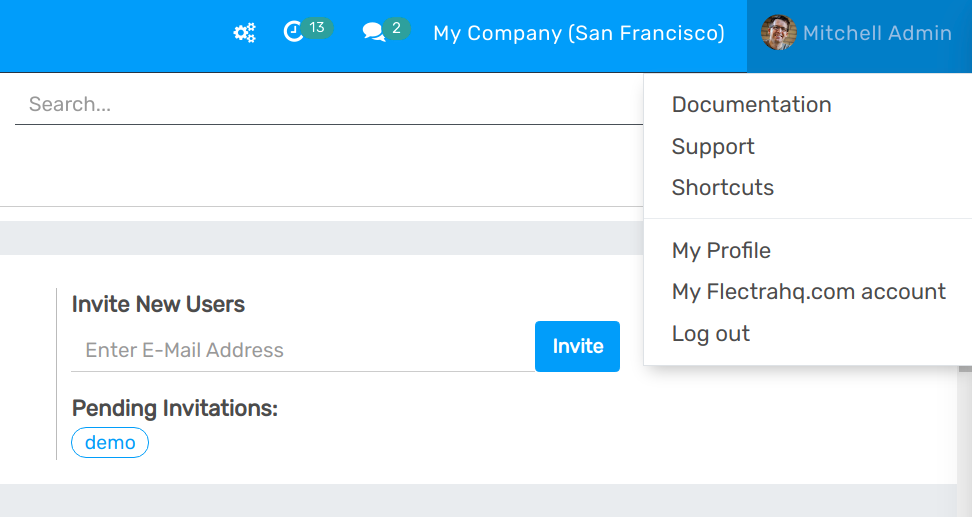 13
2
My Company (San Francisco)
Mitchell Admin
Search...
Documentation
Support
Shortcuts
My Profile
My Flectrahq.com account
Log out
Invite New Users
Enter E-Mail Address
Invite
Pending Invitations:
demo